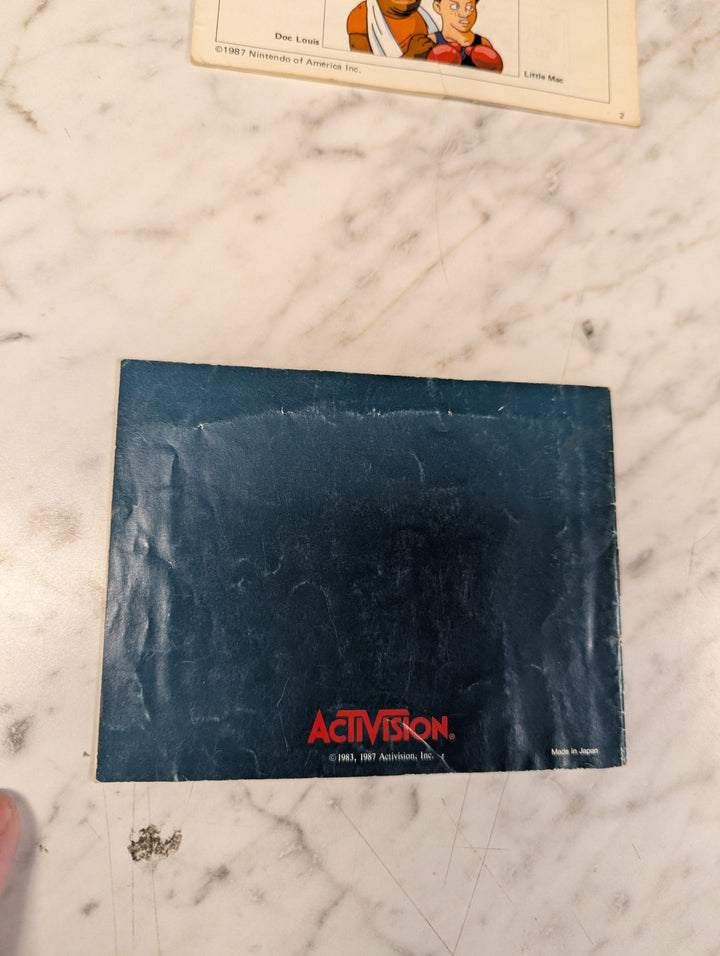 Doc Louis
©1987 Nintendo of America Inc.
Little Mac
2
ACTIVISION®
© 1983, 1987 Activision, Inc.
Made in Japan